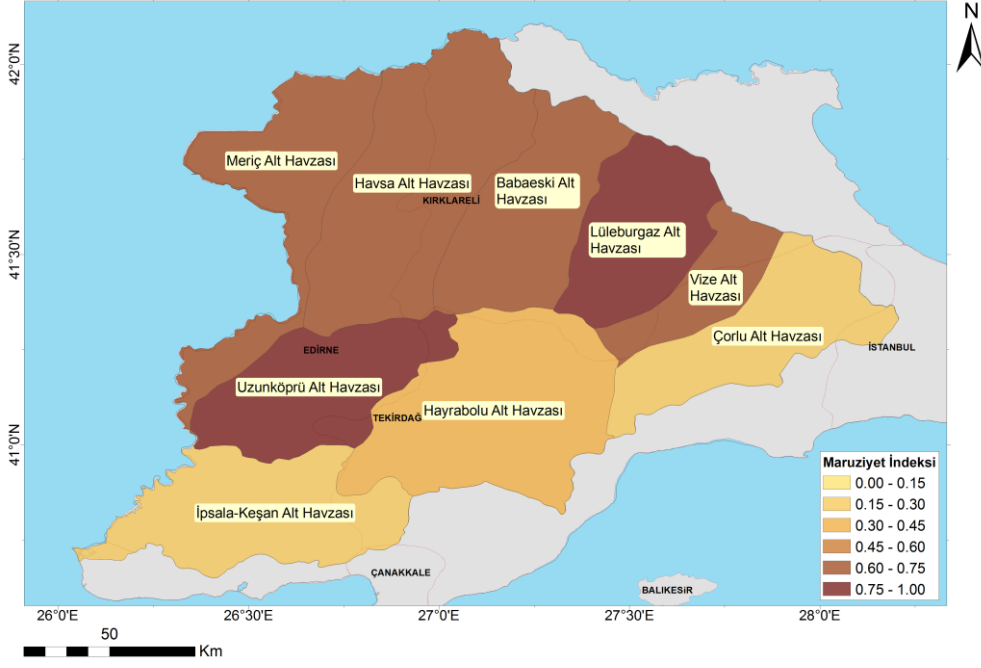 N
42°0'N
41°30'N
41°0'N
Meriç Alt Havzası
Havsa Alt Havzası
KIRKLARELİ
Babaeski Alt
Havzası
Lüleburgaz Alt
Havzası
Vize Alt
Havzası
Çorlu Alt Havzası
İSTANBUL
EDİRNE
Uzunköprü Alt Havzası
TEKİRDAĞ
Hayrabolu Alt Havzası
İpsala-Keşan Alt Havzası
ÇANAKKALE
BALIKESİR
Maruziyet İndeksi
0.00 - 0.15
0.15 - 0.30
0.30 - 0.45
0.45 - 0.60
0.60 - 0.75
0.75 - 1.00
26°0'E
26°30'E
27°0'E
27°30'E
28°0'E
50
Km